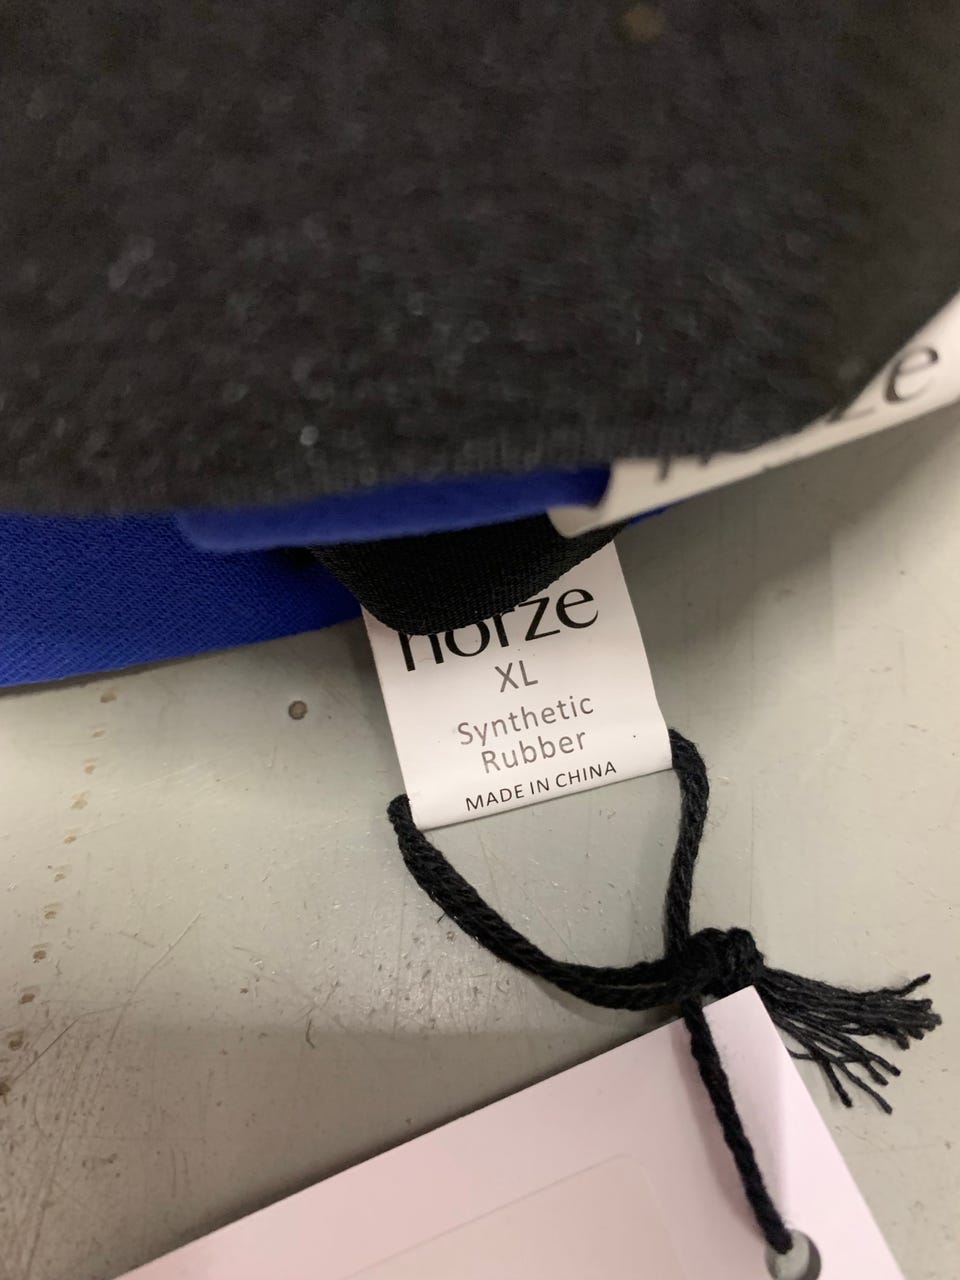 horze
XL
Synthetic
Rubber
MADE IN CHINA